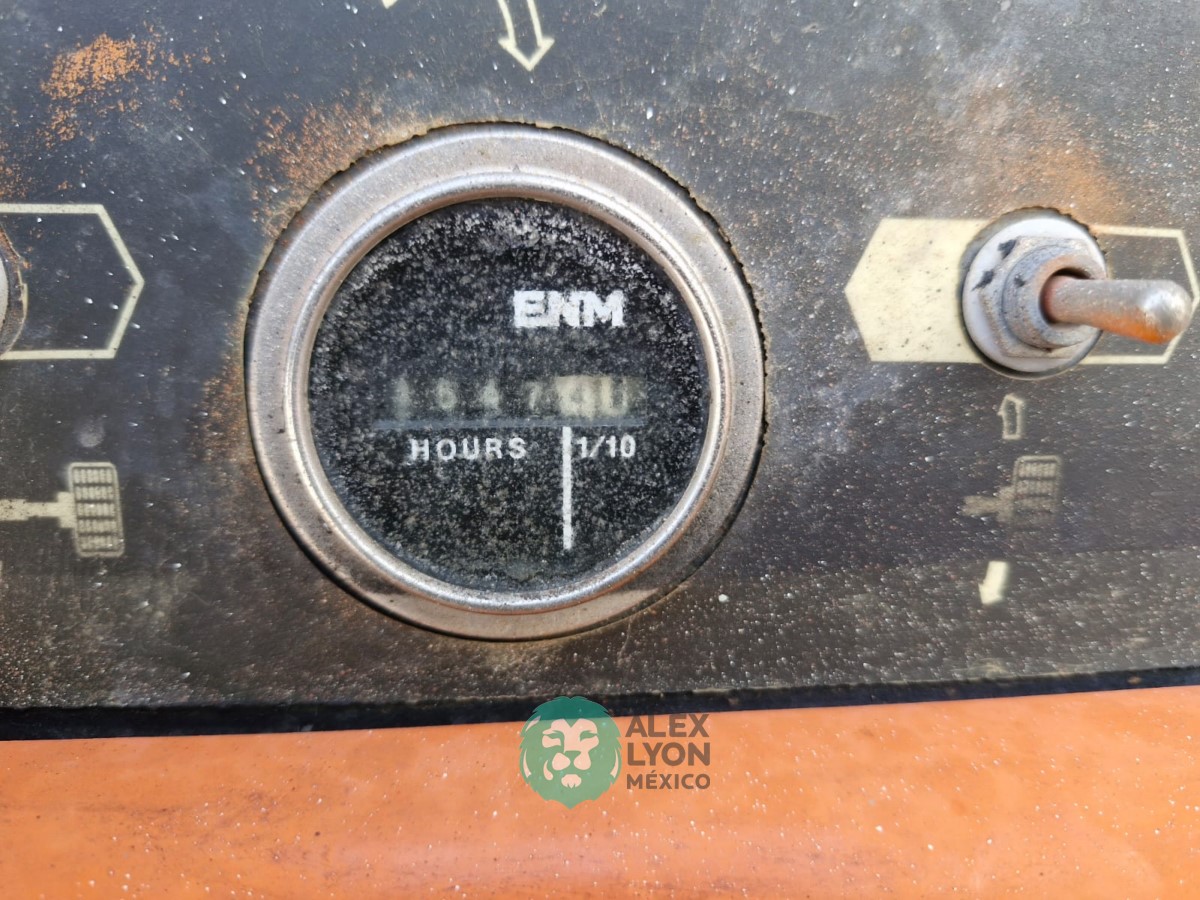 ENM
HOURS 1/10
ALEX
LYON
MÉXICO